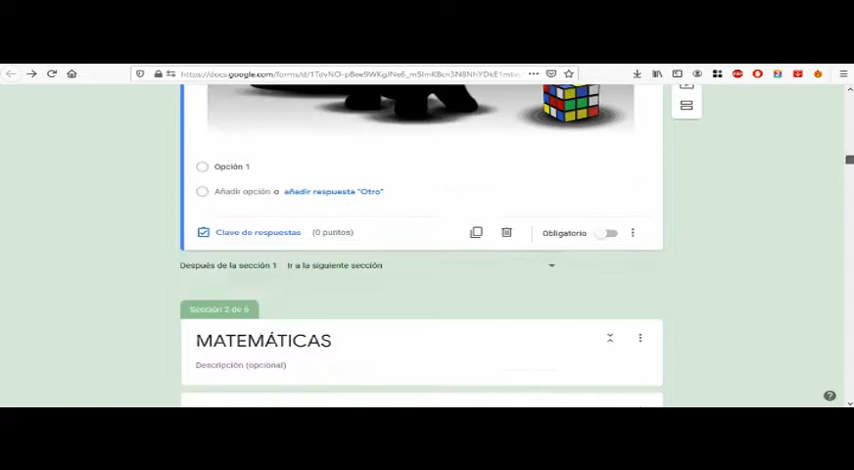 Opción 1
Añadir opción o añadir respuesta "Otro"
Clave de respuestas (0 puntos)
Obligatorio
Después de la sección 1 Ir a la siguiente sección
Sección 2 de 6
MATEMÁTICAS
Descripción (opcional)